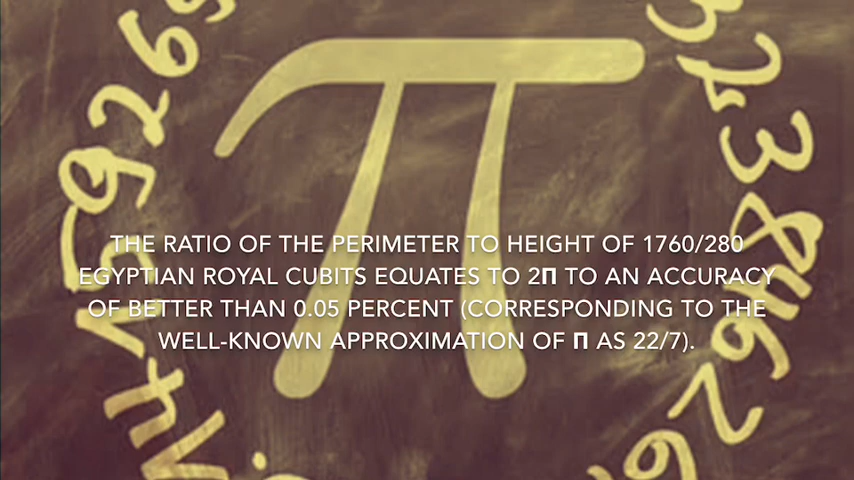 THE RATIO OF THE PERIMETER TO HEIGHT OF 1760/280
EGYPTIAN ROYAL CUBITS EQUATES TO 2Π TO AN ACCURACY
OF BETTER THAN 0.05 PERCENT (CORRESPONDING TO THE
WELL-KNOWN APPROXIMATION OF Π AS 22/7).
π